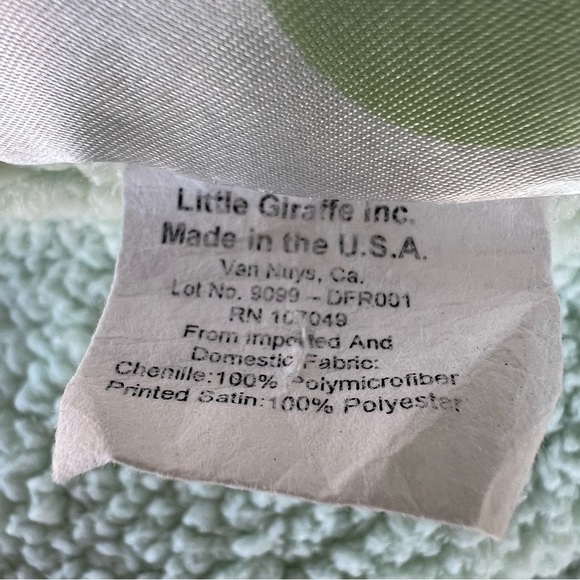 Little Giraffe Inc.
Made in the U.S.A.
Van Nuys, Ca.
Lot No. 9099 - DFR001
RN 107049
From Imported And
Domestic Fabric:
Chenille:100% Polymicrofiber
Printed Satin:100% Polyester